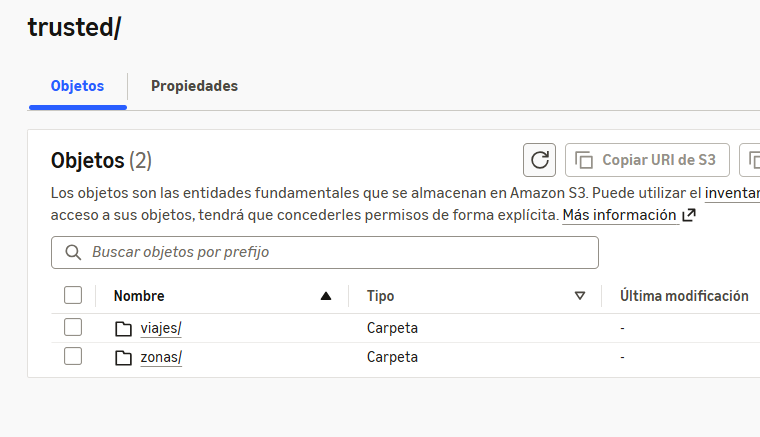 trusted/
Objetos Propiedades
Objetos (2) Copiar URI de S3
Los objetos son las entidades fundamentales que se almacenan en Amazon S3. Puede utilizar el inventar
acceso a sus objetos, tendrá que concederles permisos de forma explícita. Más información
Buscar objetos por prefijo
Nombre Tipo Última modificación
viajes/ Carpeta -
zonas/ Carpeta -